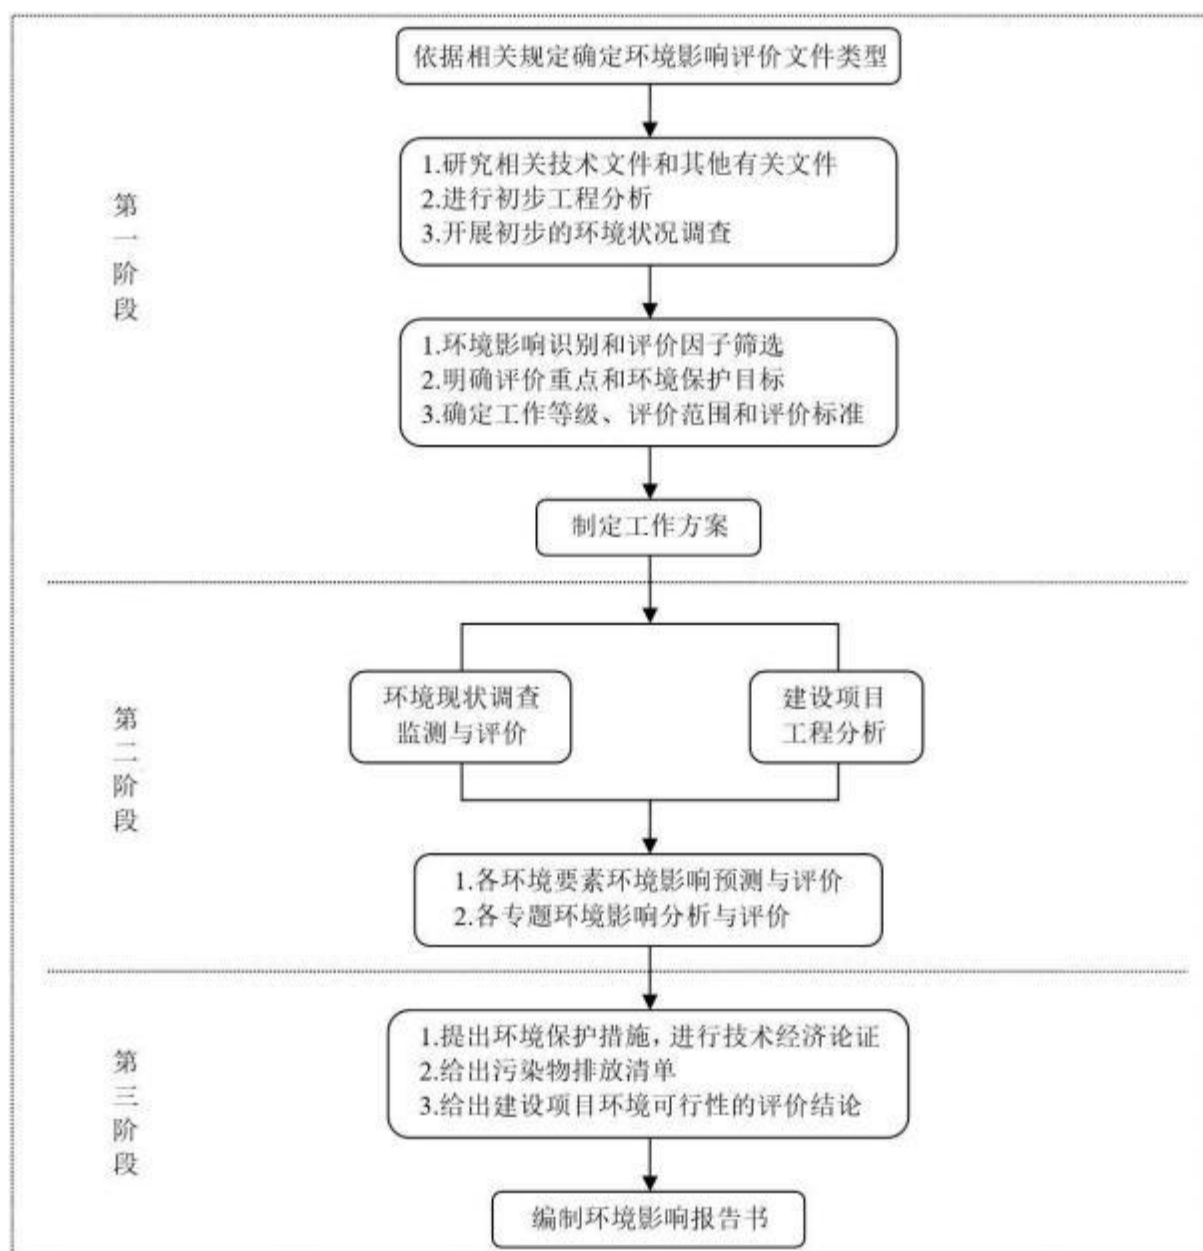 依据相关规定确定环境影响评价文件类型
第一阶段
1.研究相关技术文件和其他有关文件
2.进行初步工程分析
3.开展初步的环境状况调查
1.环境影响识别和评价因子筛选
2.明确评价重点和环境保护目标
3.确定工作等级、评价范围和评价标准
制定工作方案
第二阶段
环境现状调查
监测与评价
建设项目
工程分析
1.各环境要素环境影响预测与评价
2.各专题环境影响分析与评价
第三阶段
1.提出环境保护措施,进行技术经济论证
2.给出污染物排放清单
3.给出建设项目环境可行性的评价结论
编制环境影响报告书